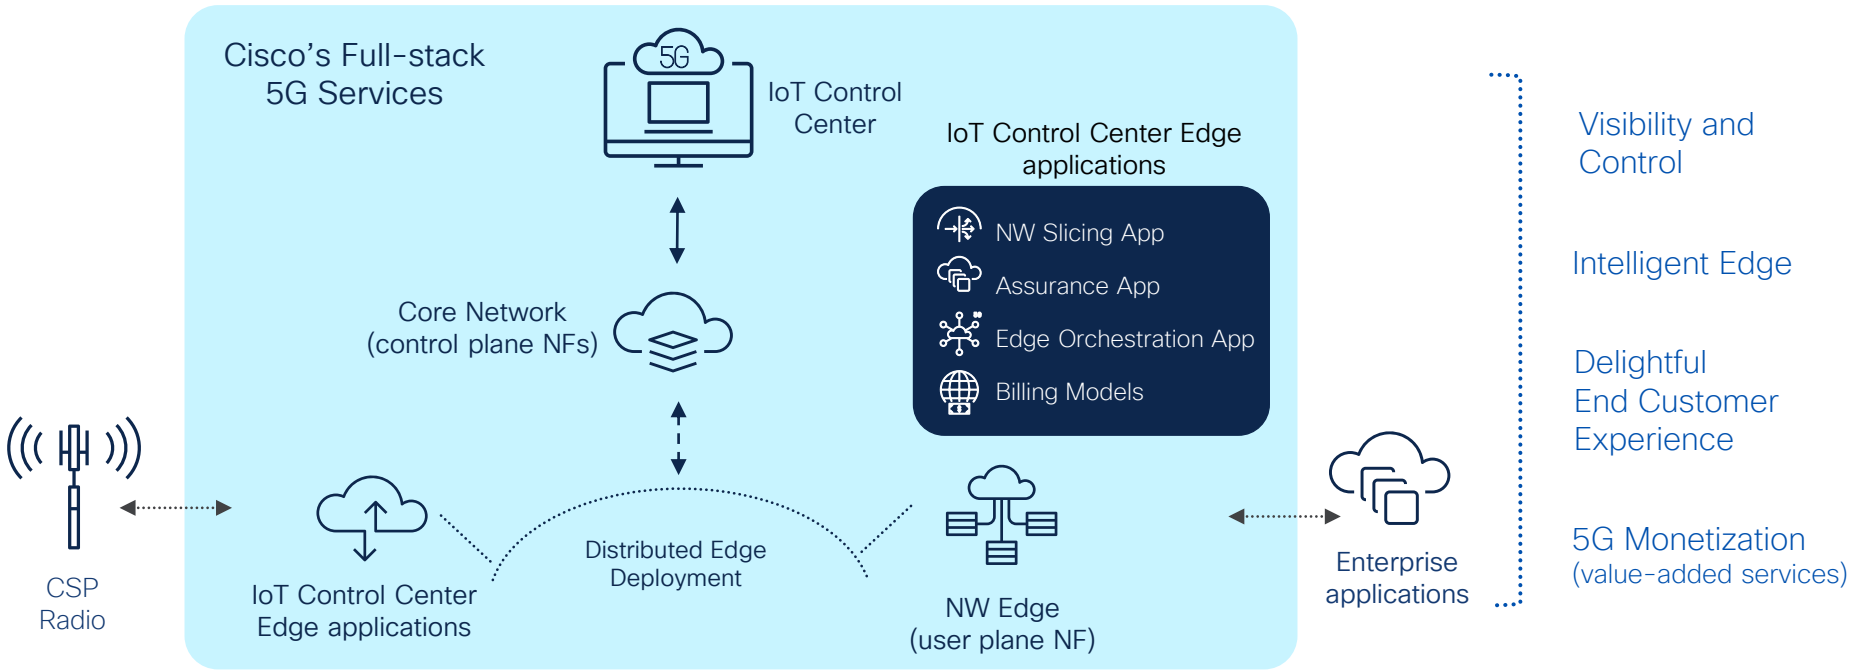 Cisco's Full-stack
5G Services
5G
IoT Control
Center
IoT Control Center Edge
applications
NW Slicing App
Assurance App
Edge Orchestration App
Billing Models
Core Network
(control plane NFs)
CSP
Radio
IoT Control Center
Edge applications
Distributed Edge
Deployment
NW Edge
(user plane NF)
Enterprise
applications
Visibility and
Control
Intelligent Edge
Delightful
End Customer
Experience
5G Monetization
(value-added services)